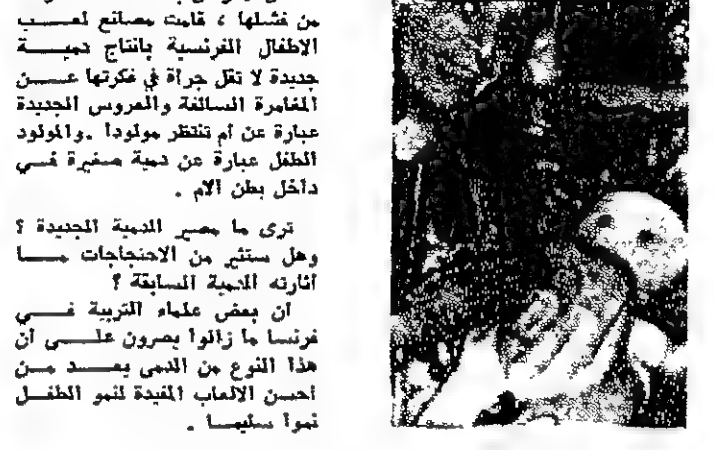 من فشلها ، قامت مصانع لعب
الاطفال الفرنسية بانتاج دمية
جديدة لا تقل جرأة في فكرتها عن
المغامرة السالفة والعروس الجديدة
عبارة عن أم تنتظر مولودا . والمولود
الطفل عبارة عن دمية صغيرة في
داخل بطن الام .
ترى ما مصير الدمية الجديدة ؟
وهل ستثير من الاحتجاجات ما
اثارته الدمية السابقة ؟
ان بعض علماء التربية في
فرنسا ما زالوا يصرون على ان
هذا النوع من الدمى يعد من
احسن الالعاب المفيدة لنمو الطفل
نموا سليما .